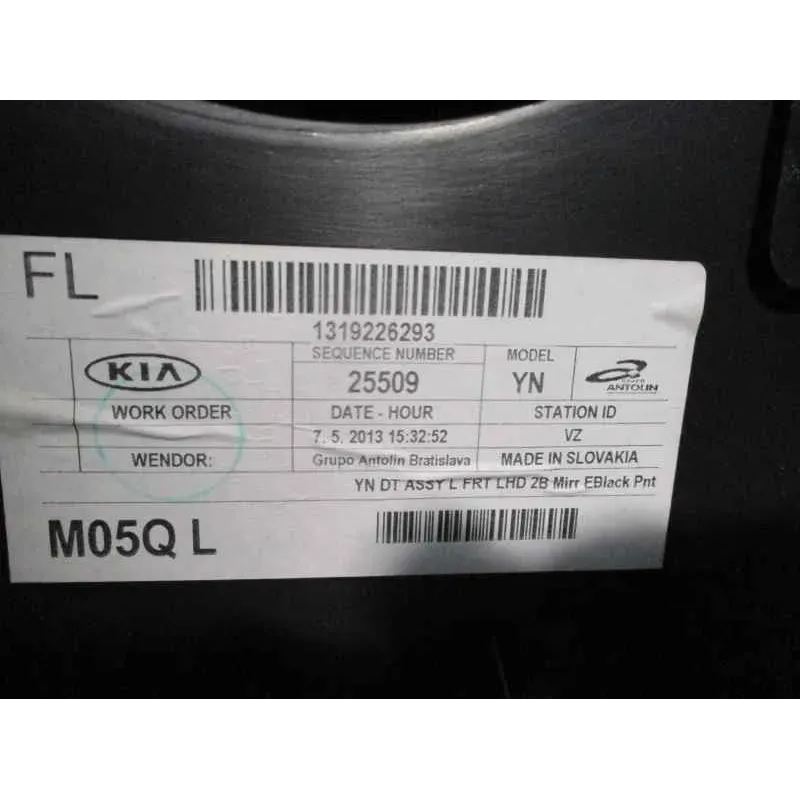 FL
1319226293
KIA
SEQUENCE NUMBER
MODEL
25509
YN
GRUPO ANTOLIN
WORK ORDER
DATE - HOUR
STATION ID
7. 5. 2013 15:32:52
VZ
WENDOR:
Grupo Antolin Bratislava
MADE IN SLOVAKIA
YN DT ASSY L FRT LHD 2B Mirr EBlack Pnt
M05Q L